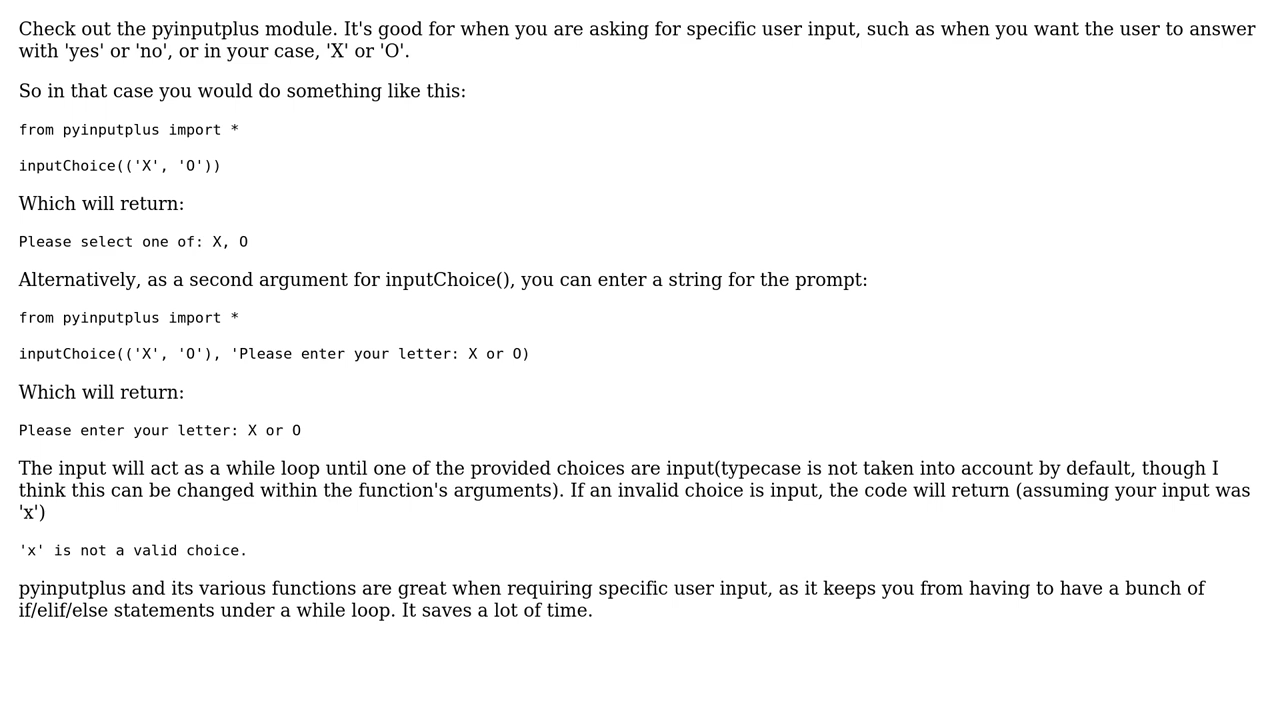 Check out the pyinputplus module. It's good for when you are asking for specific user input, such as when you want the user to answer
with 'yes' or 'no', or in your case, 'X' or 'O'.
So in that case you would do something like this:
from pyinputplus import *
inputChoice(('X', 'O'))
Which will return:
Please select one of: X, O
Alternatively, as a second argument for inputChoice(), you can enter a string for the prompt:
from pyinputplus import *
inputChoice(('X', 'O'), 'Please enter your letter: X or O)
Which will return:
Please enter your letter: X or O
The input will act as a while loop until one of the provided choices are input(typecase is not taken into account by default, though I
think this can be changed within the function's arguments). If an invalid choice is input, the code will return (assuming your input was
'x')
'x' is not a valid choice.
pyinputplus and its various functions are great when requiring specific user input, as it keeps you from having to have a bunch of
if/elif/else statements under a while loop. It saves a lot of time.